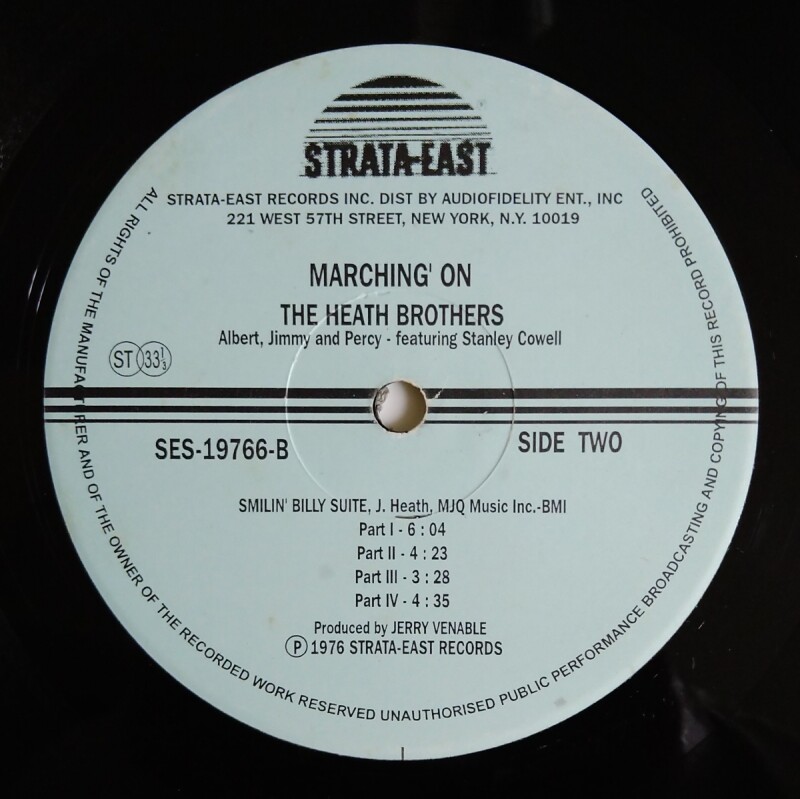 STRATA-EAST
STRATA-EAST RECORDS INC. DIST BY AUDIOFIDELITY ENT., INC
221 WEST 57TH STREET, NEW YORK, N.Y. 10019
MARCHING' ON
THE HEATH BROTHERS
Albert, Jimmy and Percy - featuring Stanley Cowell
ST 33 1/3
SES-19766-B
SIDE TWO
SMILIN' BILLY SUITE, J. Heath, MJQ Music Inc.-BMI
Part I - 6 : 04
Part II - 4 : 23
Part III - 3 : 28
Part IV - 4 : 35
Produced by JERRY VENABLE
Ⓟ 1976 STRATA-EAST RECORDS
ALL RIGHTS OF THE MANUFACTURER AND OF THE OWNER OF THE RECORDED WORK RESERVED UNAUTHORISED PUBLIC PERFORMANCE BROADCASTING AND COPYING OF THIS RECORD PROHIBITED